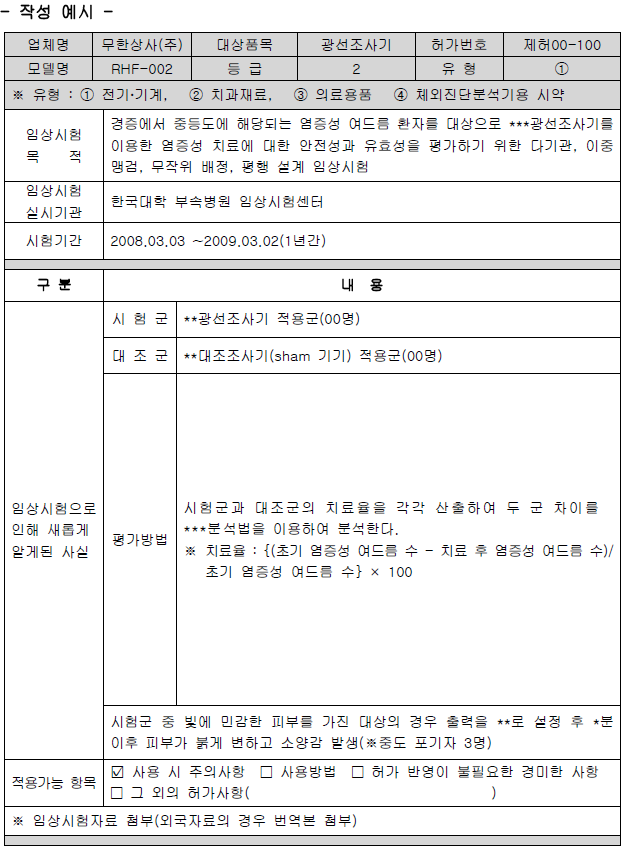 - 작성 예시 -
업체명 무한상사(주) 대상품목 광선조사기 허가번호 제허00-100
모델명 RHF-002 등 급 2 유 형 ①
※ 유형 : ① 전기·기계, ② 치과재료, ③ 의료용품 ④ 체외진단분석기용 시약
임상시험
목 적
경증에서 중등도에 해당되는 염증성 여드름 환자를 대상으로 ***광선조사기를
이용한 염증성 치료에 대한 안전성과 유효성을 평가하기 위한 다기관, 이중
맹검, 무작위 배정, 평행 설계 임상시험
임상시험
실시기관
한국대학 부속병원 임상시험센터
시험기간 2008.03.03 ~2009.03.02(1년간)
구 분 내 용
임상시험으로
인해 새롭게
알게된 사실
시 험 군 **광선조사기 적용군(00명)
대 조 군 **대조조사기(sham 기기) 적용군(00명)
평가방법
시험군과 대조군의 치료율을 각각 산출하여 두 군 차이를
***분석법을 이용하여 분석한다.
※ 치료율 : {(초기 염증성 여드름 수 - 치료 후 염증성 여드름 수)/
초기 염증성 여드름 수} × 100
시험군 중 빛에 민감한 피부를 가진 대상의 경우 출력을 **로 설정 후 *분
이후 피부가 붉게 변하고 소양감 발생(※중도 포기자 3명)
적용가능 항목
☑ 사용 시 주의사항 □ 사용방법 □ 허가 반영이 불필요한 경미한 사항
□ 그 외의 허가사항( )
※ 임상시험자료 첨부(외국자료의 경우 번역본 첨부)